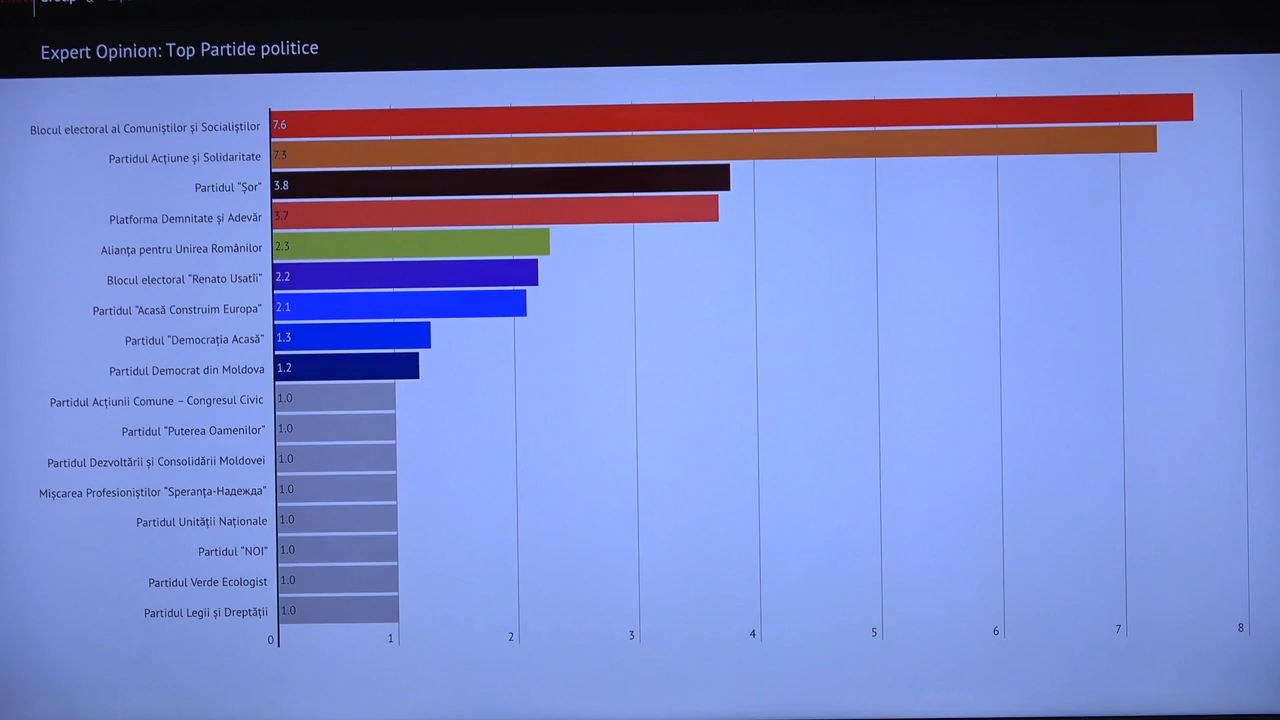 Expert Opinion: Top Partide politice
Blocul electoral al Comuniștilor și Socialiștilor 7.6
Partidul Acțiune și Solidaritate 7.3
Partidul "Șor" 3.8
Platforma Demnitate și Adevăr 3.7
Alianța pentru Unirea Românilor 2.3
Blocul electoral "Renato Usatîi" 2.2
Partidul "Acasă Construim Europa" 2.1
Partidul "Democrația Acasă" 1.3
Partidul Democrat din Moldova 1.2
Partidul Acțiunii Comune – Congresul Civic 1.0
Partidul "Puterea Oamenilor" 1.0
Partidul Dezvoltării și Consolidării Moldovei 1.0
Mișcarea Profesioniștilor "Speranța-Надежда" 1.0
Partidul Unității Naționale 1.0
Partidul "NOI" 1.0
Partidul Verde Ecologist 1.0
Partidul Legii și Dreptății 1.0
0 1 2 3 4 5 6 7 8